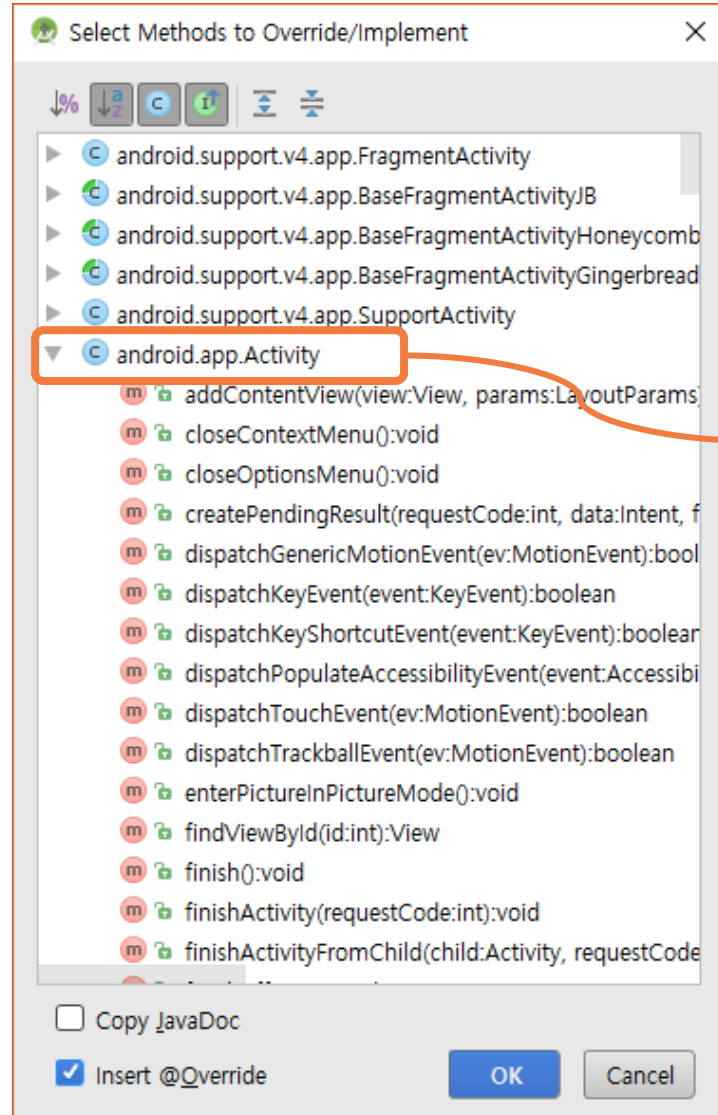 Select Methods to Override/Implement
android.support.v4.app.FragmentActivity
android.support.v4.app.BaseFragmentActivityJB
android.support.v4.app.BaseFragmentActivityHoneycomb
android.support.v4.app.BaseFragmentActivityGingerbread
android.support.v4.app.SupportActivity
android.app.Activity
addContentView(view:View, params:LayoutParams)
closeContextMenu():void
closeOptionsMenu():void
createPendingResult(requestCode:int, data:Intent, f
dispatchGenericMotionEvent(ev:MotionEvent):bool
dispatchKeyEvent(event:KeyEvent):boolean
dispatchKeyShortcutEvent(event:KeyEvent):boolean
dispatchPopulateAccessibilityEvent(event:Accessibi
dispatchTouchEvent(ev:MotionEvent):boolean
dispatchTrackballEvent(ev:MotionEvent):boolean
enterPictureInPictureMode():void
findViewById(id:int):View
finish():void
finishActivity(requestCode:int):void
finishActivityFromChild(child:Activity, requestCode
Copy JavaDoc
Insert @Override
OK
Cancel